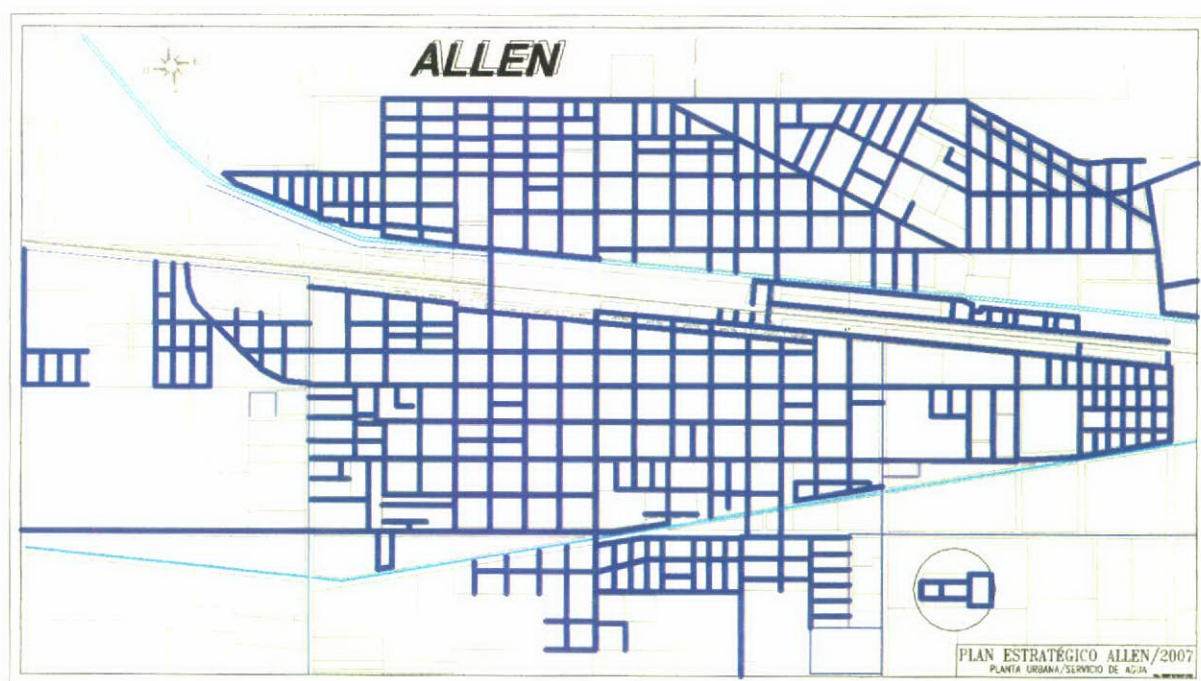 ALLEN
PLAN ESTRATÉGICO ALLEN/2007
PLANTA URBANA/SERVICIO DE AGUA